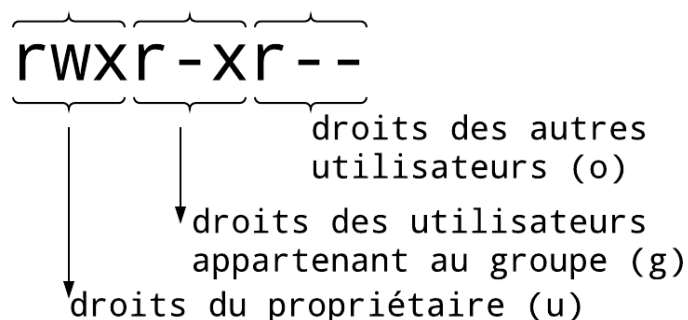 rwxr-xr--
droits des autres
utilisateurs (o)
droits des utilisateurs
appartenant au groupe (g)
droits du propriétaire (u)